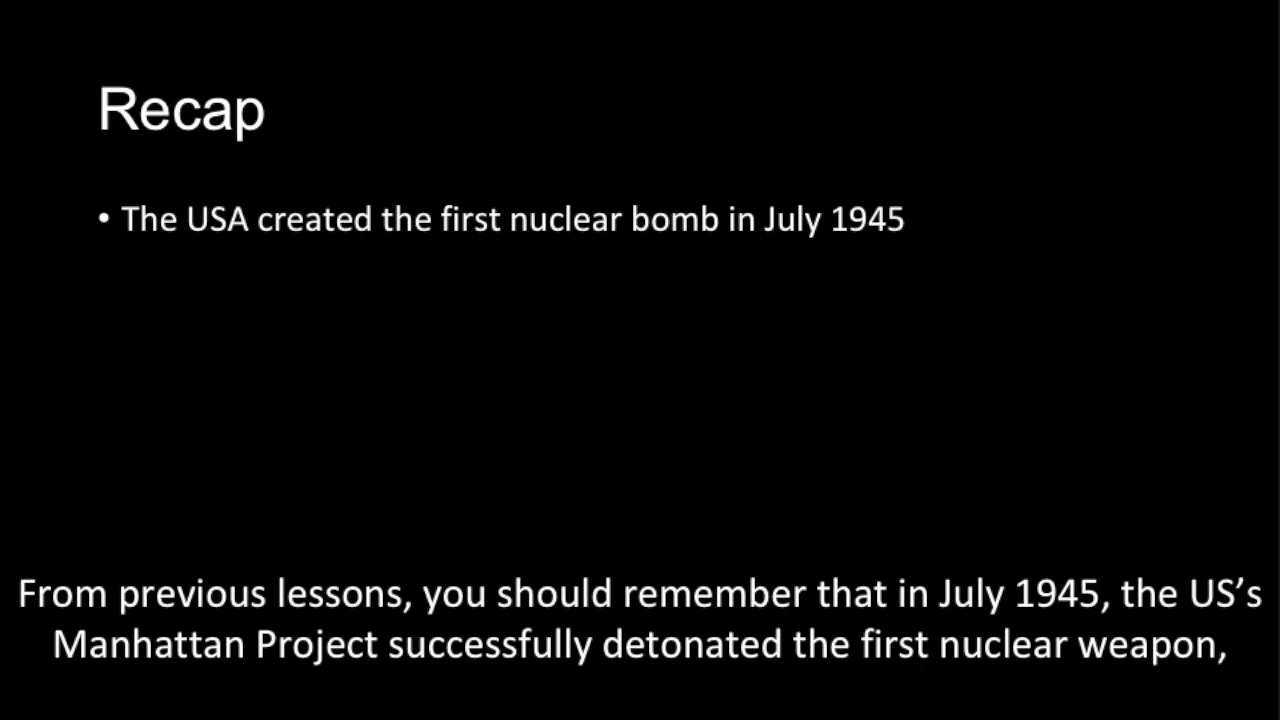 Recap
• The USA created the first nuclear bomb in July 1945
From previous lessons, you should remember that in July 1945, the US’s
Manhattan Project successfully detonated the first nuclear weapon,